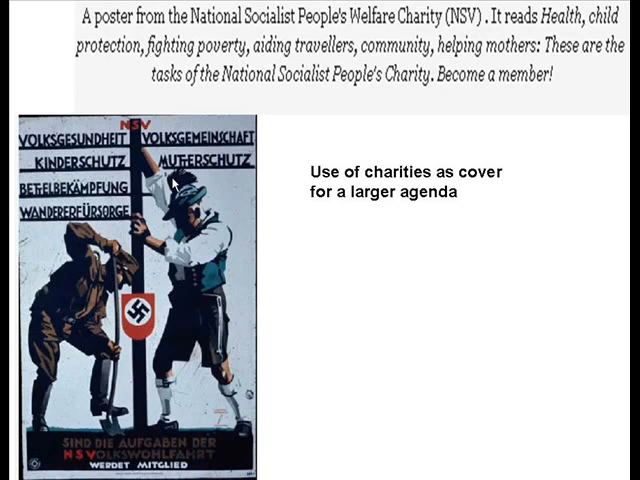 A poster from the National Socialist People's Welfare Charity (NSV) . It reads Health, child
protection, fighting poverty, aiding travellers, community, helping mothers: These are the
tasks of the National Socialist People's Charity. Become a member!
NSV
VOLKSGESUNDHEIT VOLKSGEMEINSCHAFT
KINDERSCHUTZ MUTTERSCHUTZ
BETTELBEKÄMPFUNG
WANDERERFÜRSORGE
Use of charities as cover
for a larger agenda
SIND DIE AUFGABEN DER
NSVOLKSWOHLFAHRT
WERDET MITGLIED